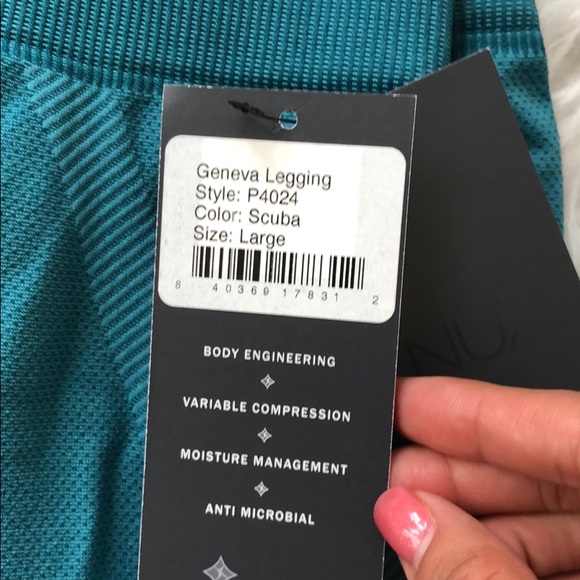 Geneva Legging
Style: P4024
Color: Scuba
Size: Large
8 40369 17831 2
BODY ENGINEERING
VARIABLE COMPRESSION
MOISTURE MANAGEMENT
ANTI MICROBIAL